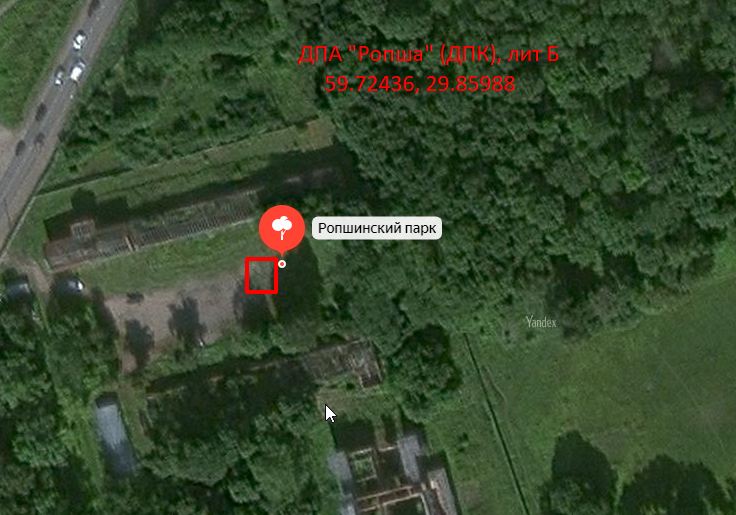 ДПА "Ропша" (ДПК), лит Б
59.72436, 29.85988
Ропшинский парк
Yandex